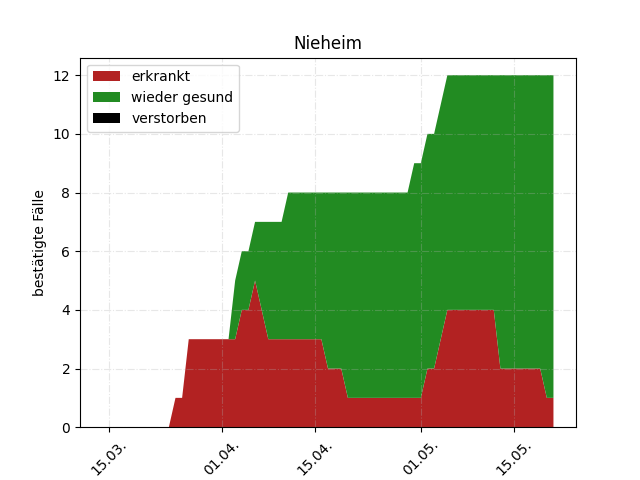 Nieheim
erkrankt
wieder gesund
verstorben
bestätigte Fälle
12
10
8
6
4
2
0
15.03.
01.04.
15.04.
01.05.
15.05.